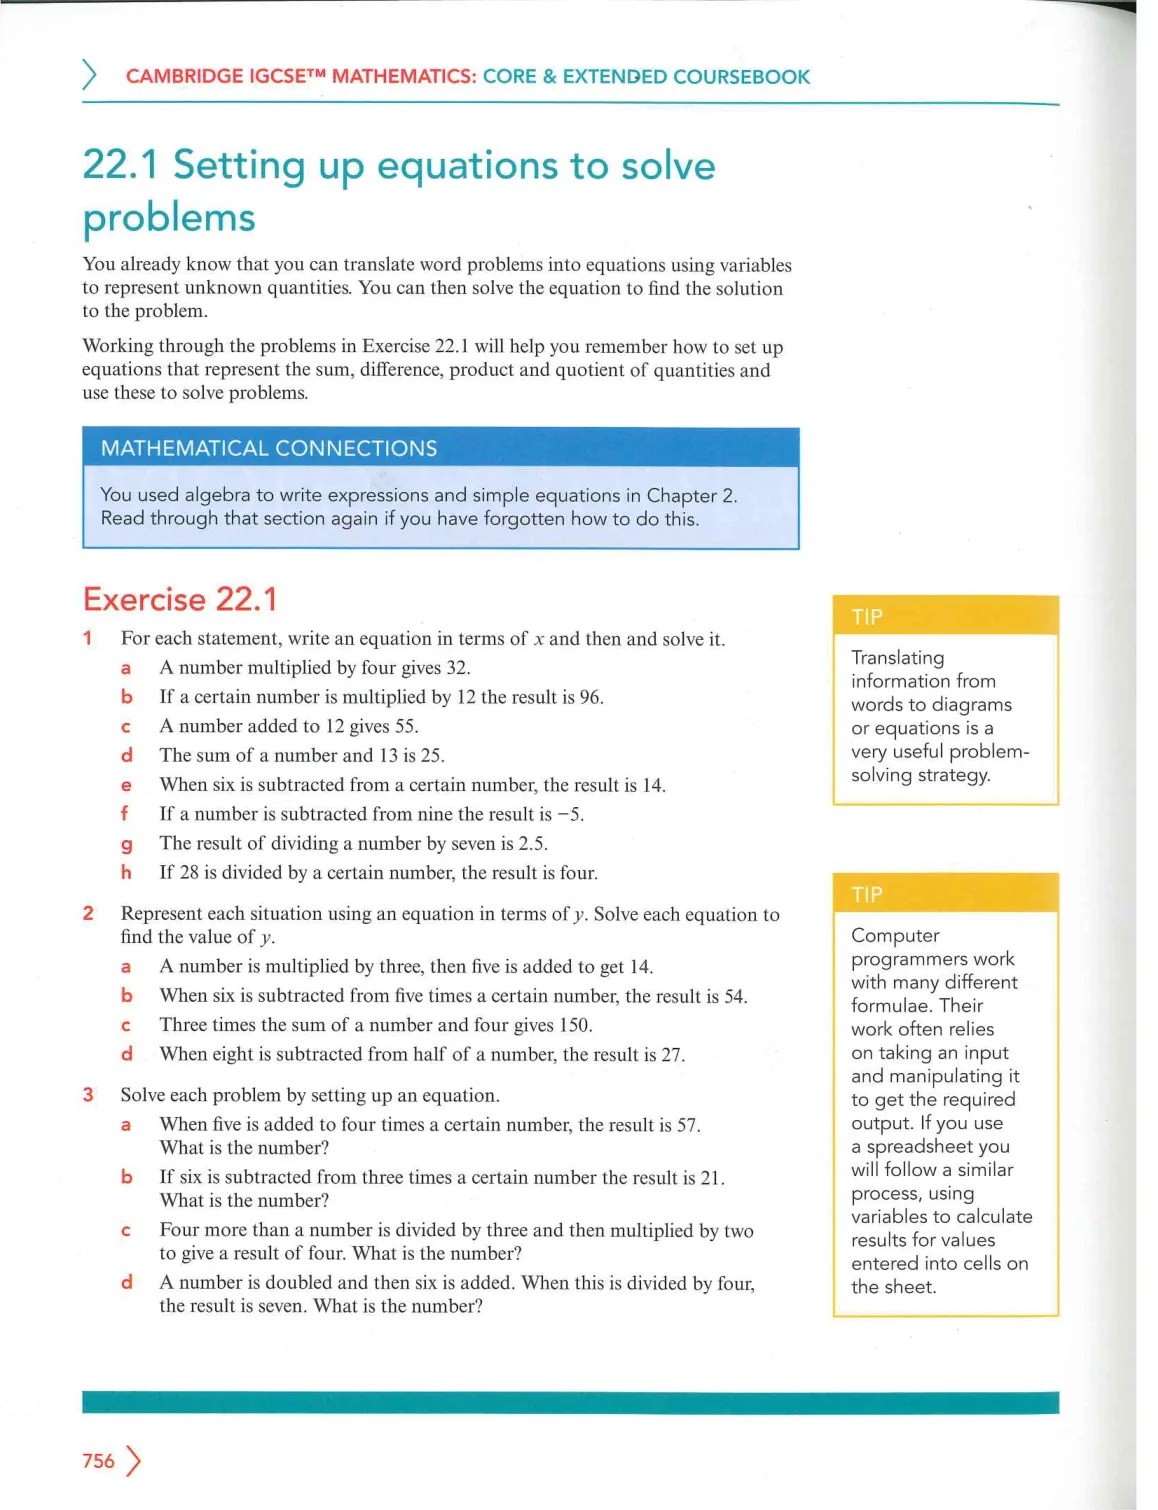 CAMBRIDGE IGCSE™ MATHEMATICS: CORE & EXTENDED COURSEBOOK
22.1 Setting up equations to solve
problems
You already know that you can translate word problems into equations using variables
to represent unknown quantities. You can then solve the equation to find the solution
to the problem.
Working through the problems in Exercise 22.1 will help you remember how to set up
equations that represent the sum, difference, product and quotient of quantities and
use these to solve problems.
MATHEMATICAL CONNECTIONS
You used algebra to write expressions and simple equations in Chapter 2.
Read through that section again if you have forgotten how to do this.
Exercise 22.1
1 For each statement, write an equation in terms of x and then and solve it.
a A number multiplied by four gives 32.
b If a certain number is multiplied by 12 the result is 96.
c A number added to 12 gives 55.
d The sum of a number and 13 is 25.
e When six is subtracted from a certain number, the result is 14.
f If a number is subtracted from nine the result is −5.
g The result of dividing a number by seven is 2.5.
h If 28 is divided by a certain number, the result is four.
2 Represent each situation using an equation in terms of y. Solve each equation to
find the value of y.
a A number is multiplied by three, then five is added to get 14.
b When six is subtracted from five times a certain number, the result is 54.
c Three times the sum of a number and four gives 150.
d When eight is subtracted from half of a number, the result is 27.
3 Solve each problem by setting up an equation.
a When five is added to four times a certain number, the result is 57.
What is the number?
b If six is subtracted from three times a certain number the result is 21.
What is the number?
c Four more than a number is divided by three and then multiplied by two
to give a result of four. What is the number?
d A number is doubled and then six is added. When this is divided by four,
the result is seven. What is the number?
TIP
Translating
information from
words to diagrams
or equations is a
very useful problem-
solving strategy.
TIP
Computer
programmers work
with many different
formulae. Their
work often relies
on taking an input
and manipulating it
to get the required
output. If you use
a spreadsheet you
will follow a similar
process, using
variables to calculate
results for values
entered into cells on
the sheet.
756